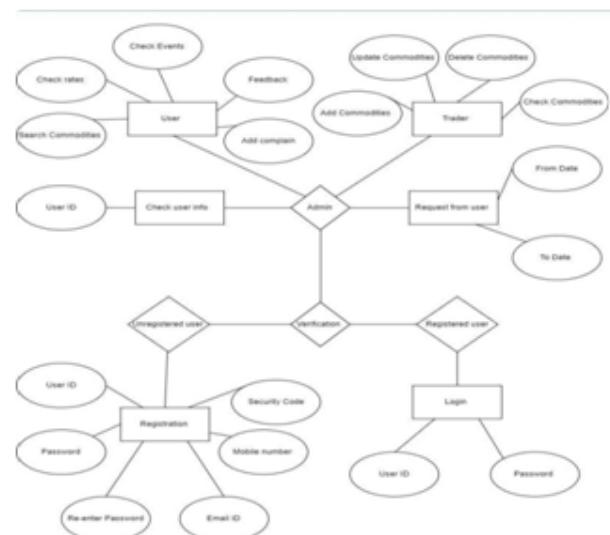 Check Events
Update Commodities
Delete Commodities
Check rates
Feedback
Check Commodities
Add Commodities
User
Trader
Search Commodities
Add complain
From Date
User ID
Check user info
Admin
Request from user
To Date
Unregistered user
Verification
Registered user
User ID
Security Code
Login
Registration
Password
Mobile number
User ID
Password
Re-enter Password
Email ID